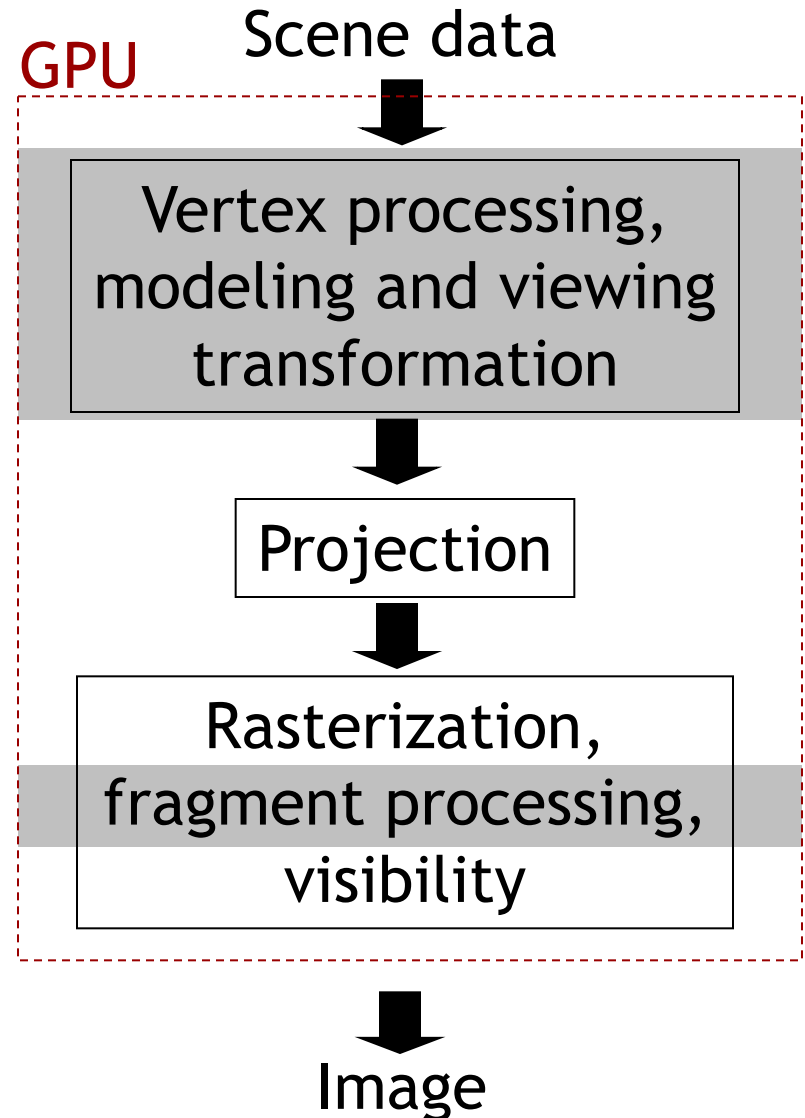 Scene data
GPU
Vertex processing,
modeling and viewing
transformation
Projection
Rasterization,
fragment processing,
visibility
Image